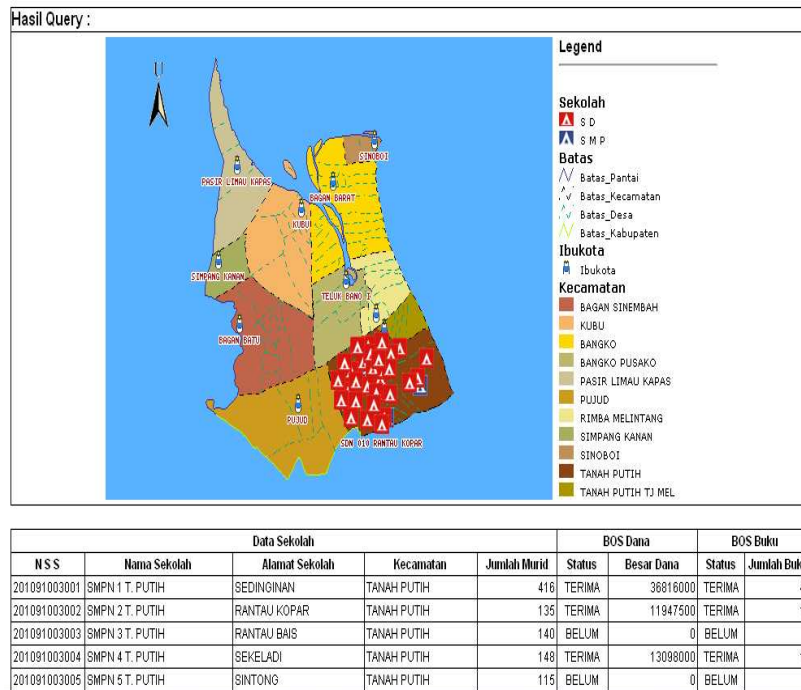 Hasil Query :
U
SINOBOI
PASIR LIMAU KAPAS
BAGAN BARAT
KUBU
SIMPANG KANAN
TELUK BANO I
BAGAN BATU
PUJUD
SDN 010 RANTAU KOPAR
Legend
Sekolah
S D
S M P
Batas
Batas_Pantai
Batas_Kecamatan
Batas_Desa
Batas_Kabupaten
Ibukota
Ibukota
Kecamatan
BAGAN SINEMBAH
KUBU
BANGKO
BANGKO PUSAKO
PASIR LIMAU KAPAS
PUJUD
RIMBA MELINTANG
SIMPANG KANAN
SINOBOI
TANAH PUTIH
TANAH PUTIH TJ MEL
Data Sekolah BOS Dana BOS Buku
N S S Nama Sekolah Alamat Sekolah Kecamatan Jumlah Murid Status Besar Dana Status Jumlah
201091003001 SMPN 1 T. PUTIH SEDINGINAN TANAH PUTIH 416 TERIMA 36816000 TERIMA
201091003002 SMPN 2 T. PUTIH RANTAU KOPAR TANAH PUTIH 135 TERIMA 11947500 TERIMA
201091003003 SMPN 3 T. PUTIH RANTAU BAIS TANAH PUTIH 140 BELUM 0 BELUM
201091003004 SMPN 4 T. PUTIH SEKELADI TANAH PUTIH 148 TERIMA 13098000 TERIMA
201091003005 SMPN 5 T. PUTIH SINTONG TANAH PUTIH 115 BELUM 0 BELUM